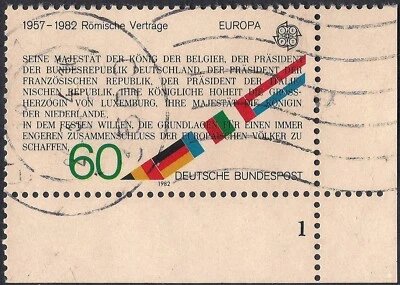 1957–1982 Römische Verträge EUROPA
SEINE MAJESTÄT DER KÖNIG DER BELGIER, DER PRÄSIDENT
DER BUNDESREPUBLIK DEUTSCHLAND, DER PRÄSIDENT DER
FRANZÖSISCHEN REPUBLIK, DER PRÄSIDENT DER ITALIE-
NISCHEN REPUBLIK, IHRE KÖNIGLICHE HOHEIT DIE GROSS-
HERZOGIN VON LUXEMBURG, IHRE MAJESTÄT DIE KÖNIGIN
DER NIEDERLANDE,
IN DEM FESTEN WILLEN, DIE GRUNDLAGEN FÜR EINEN IMMER
ENGEREN ZUSAMMENSCHLUSS DER EUROPÄISCHEN VÖLKER ZU
SCHAFFEN,
60
1982
DEUTSCHE BUNDESPOST
1